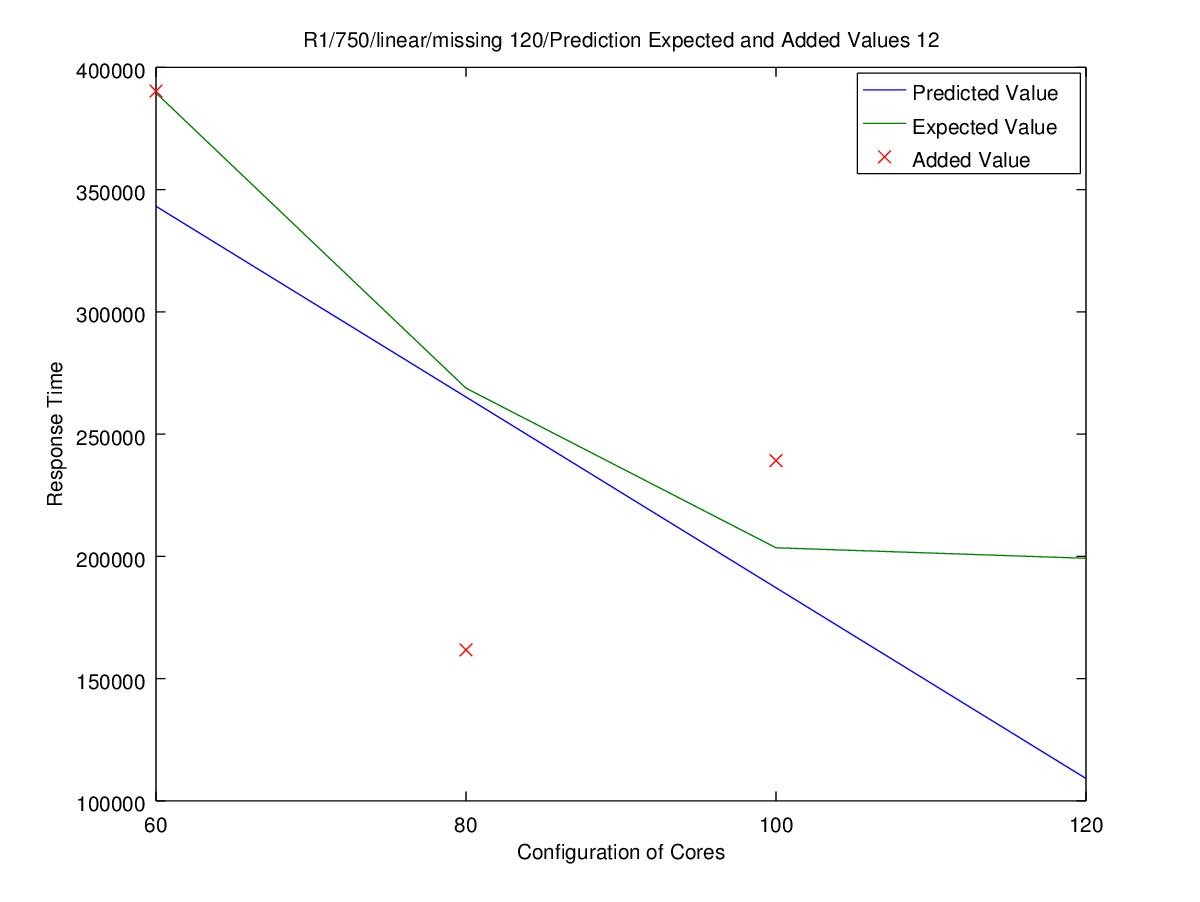 R1/750/linear/missing 120/Prediction Expected and Added Values 12
400000
350000
300000
250000
200000
150000
100000
Response Time
Predicted Value
Expected Value
Added Value
60 80 100 120
Configuration of Cores